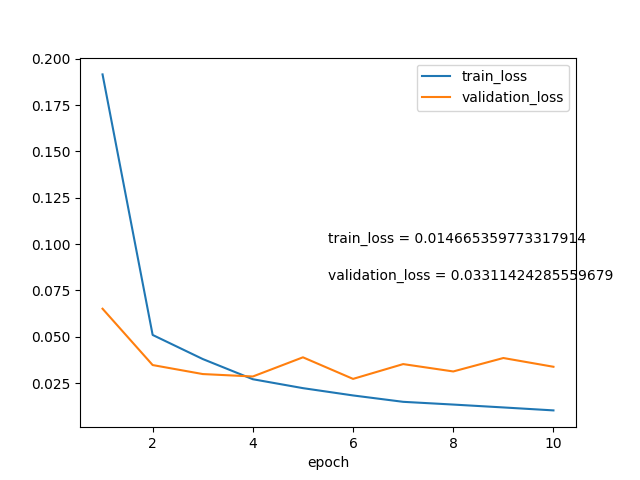 train_loss
validation_loss
0.200
0.175
0.150
0.125
0.100
0.075
0.050
0.025
train_loss = 0.014665359773317914
validation_loss = 0.03311424285559679
2
4
6
8
10
epoch